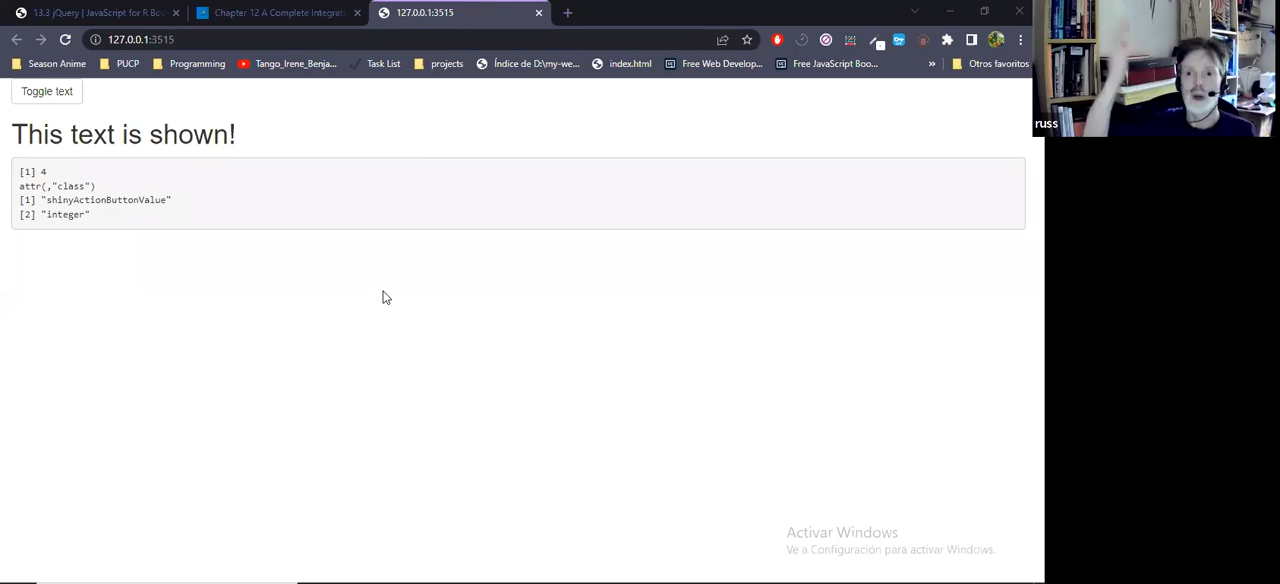 13.3 jQuery | JavaScript for R Bo
Chapter 12 A Complete Integrati
127.0.0.1:3515
127.0.0.1:3515
Season Anime
PUCP
Programming
Tango_Irene_Benja...
Task List
projects
Índice de D:\my-we...
index.html
Free Web Develop...
Free JavaScript Boo...
»
Otros favoritos
russ
Toggle text
This text is shown!
[1] 4
attr(,"class")
[1] "shinyActionButtonValue"
[2] "integer"
Activar Windows
Ve a Configuración para activar Windows.